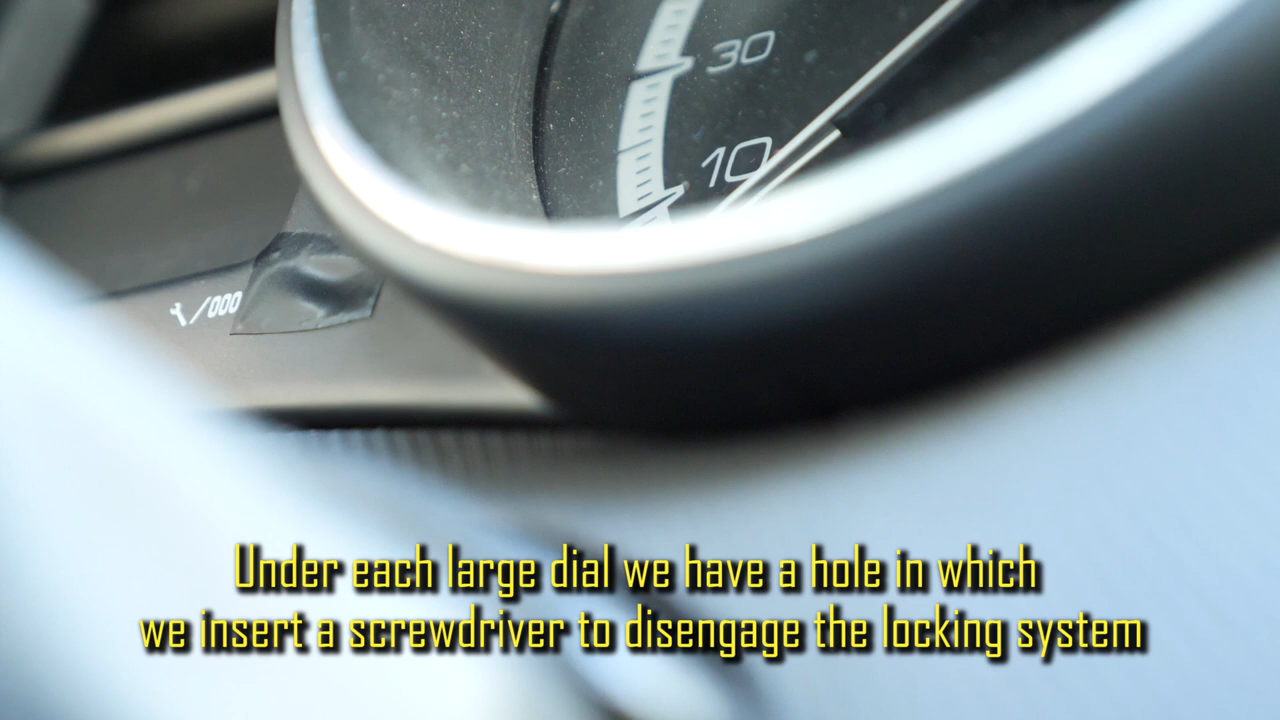 30
10
/000
Under each large dial we have a hole in which
we insert a screwdriver to disengage the locking system